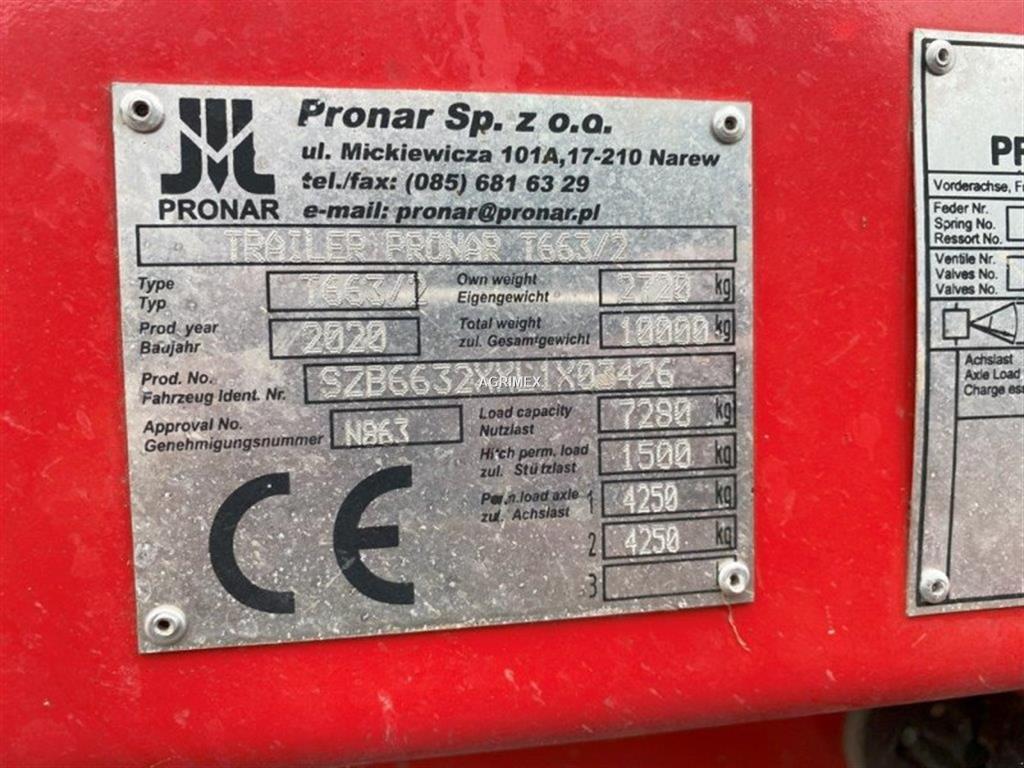 Pronar Sp. z o.o.
ul. Mickiewicza 101A,17-210 Narew
tel./fax: (085) 681 63 29
e-mail: pronar@pronar.pl
PRONAR
TRAILER PRONAR T663/2
Type
Typ
T663/2
Own weight
Eigengewicht
2720 kg
Prod. year
Baujahr
2020
Total weight
zul. Gesamtgewicht
10000 kg
Prod. No.
Fahrzeug Ident. Nr.
AGRIMEX
Approval No.
Genehmigungsnummer
N863
Load capacity
Nutzlast
7280 kg
Hitch perm. load
zul. Stützlast
1500 kg
Perm.load axle
zul. Achslast
1 4250 kg
2 4250 kg
3
CE
Vorderachse,
Feder Nr.
Spring No.
Ressort No.
Ventile Nr.
Valves No.
Valves No.
Achslast
Axle Load
Charge